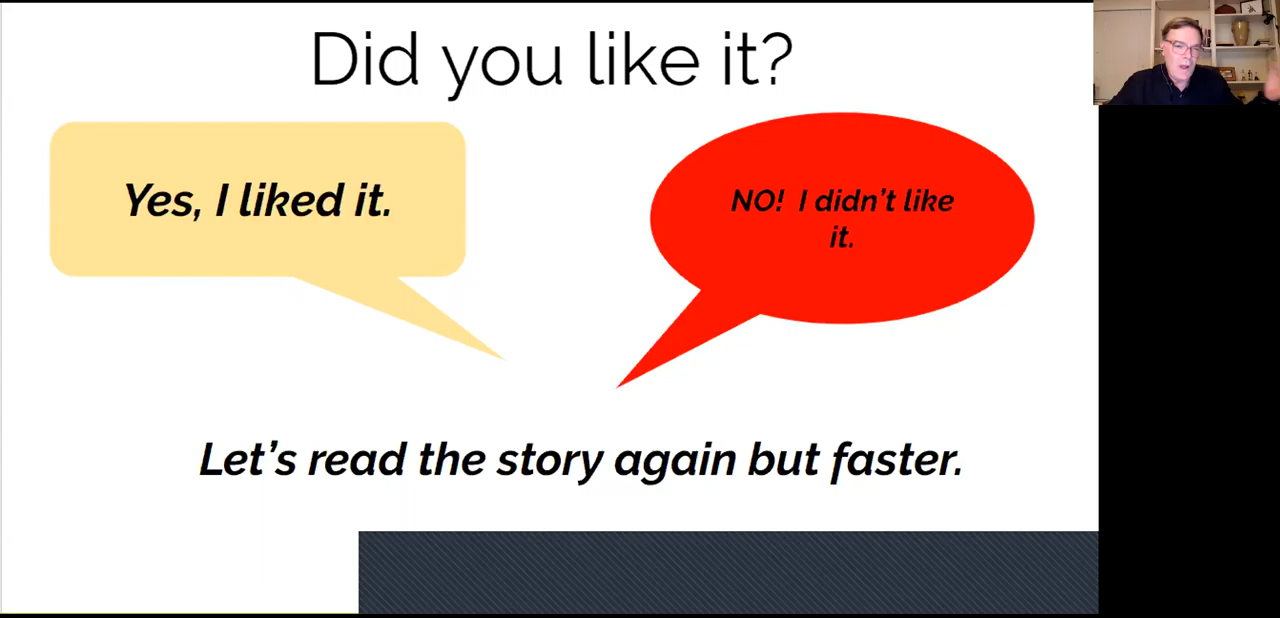 Did you like it?
Yes, I liked it.
NO!  I didn’t like
it.
Let’s read the story again but faster.